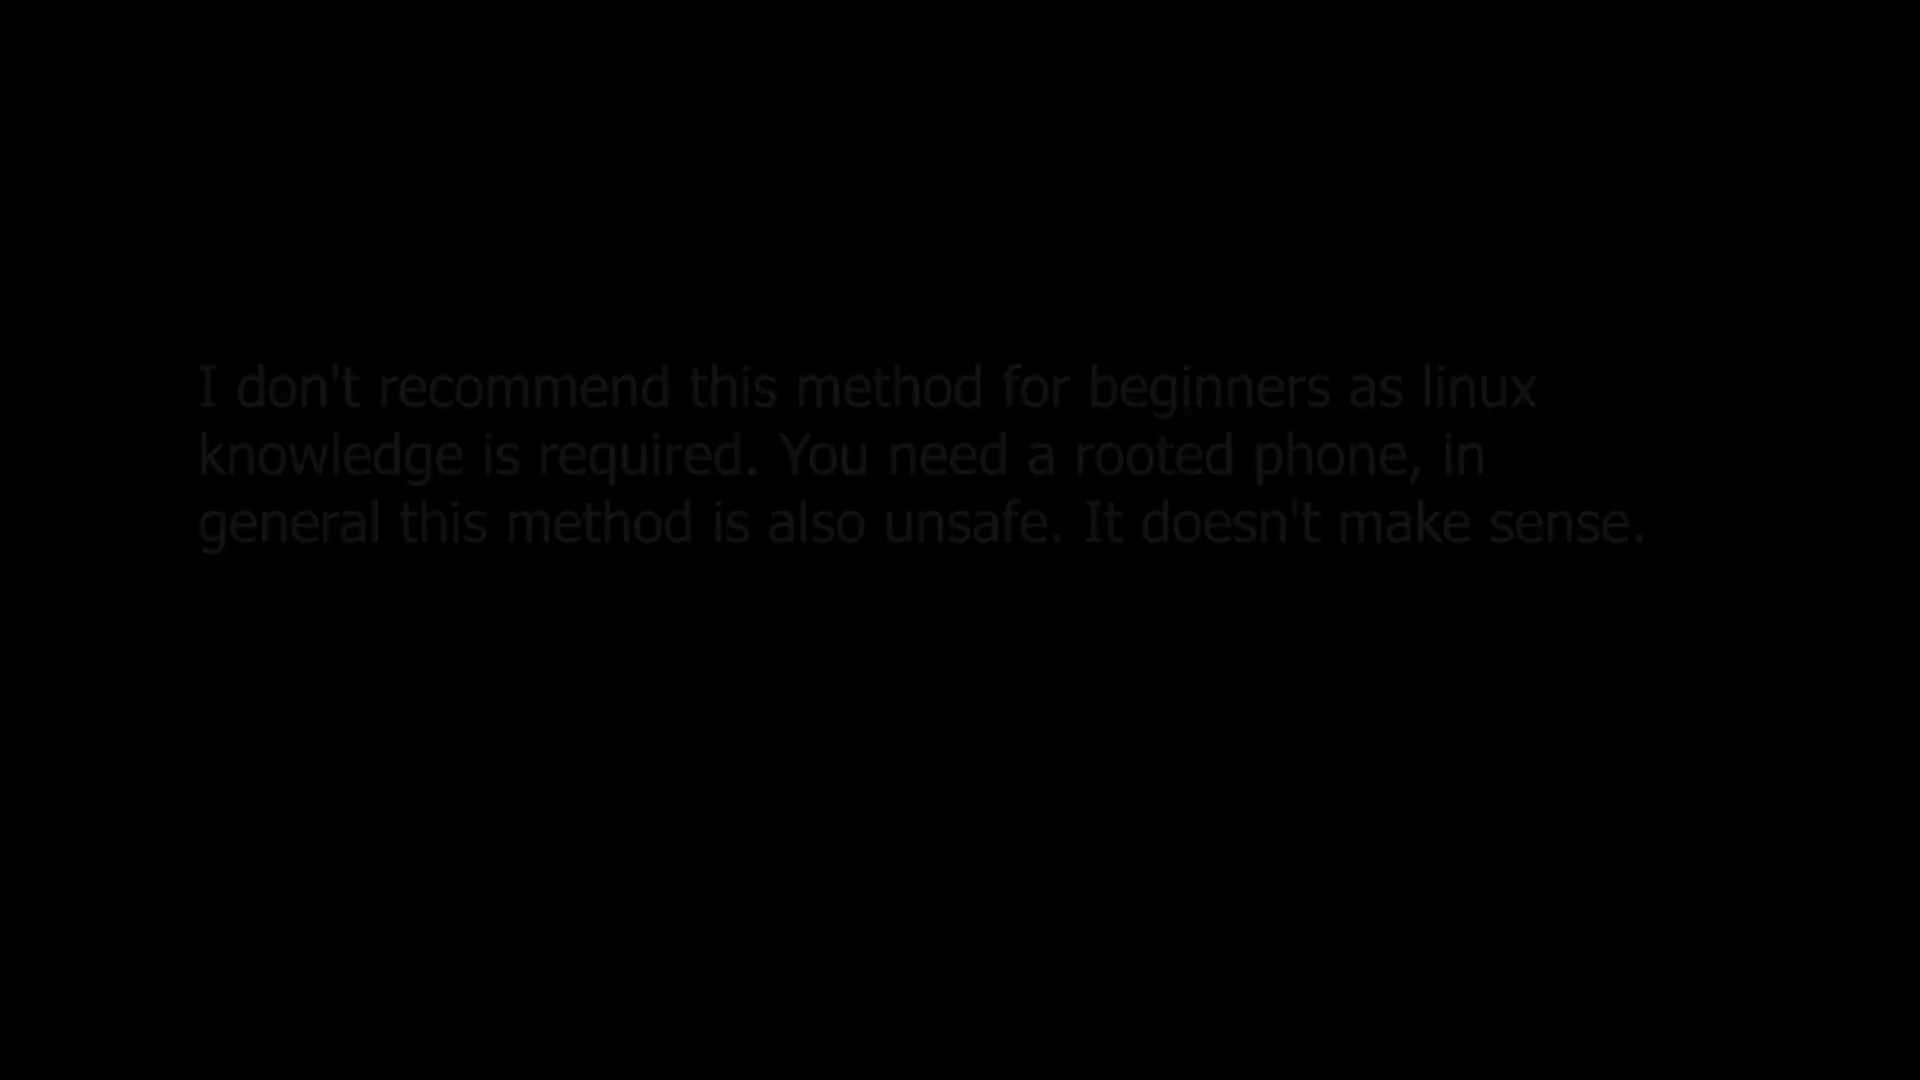 I don't recommend this method for beginners as linux
knowledge is required. You need a rooted phone, in
general this method is also unsafe. It doesn't make sense.